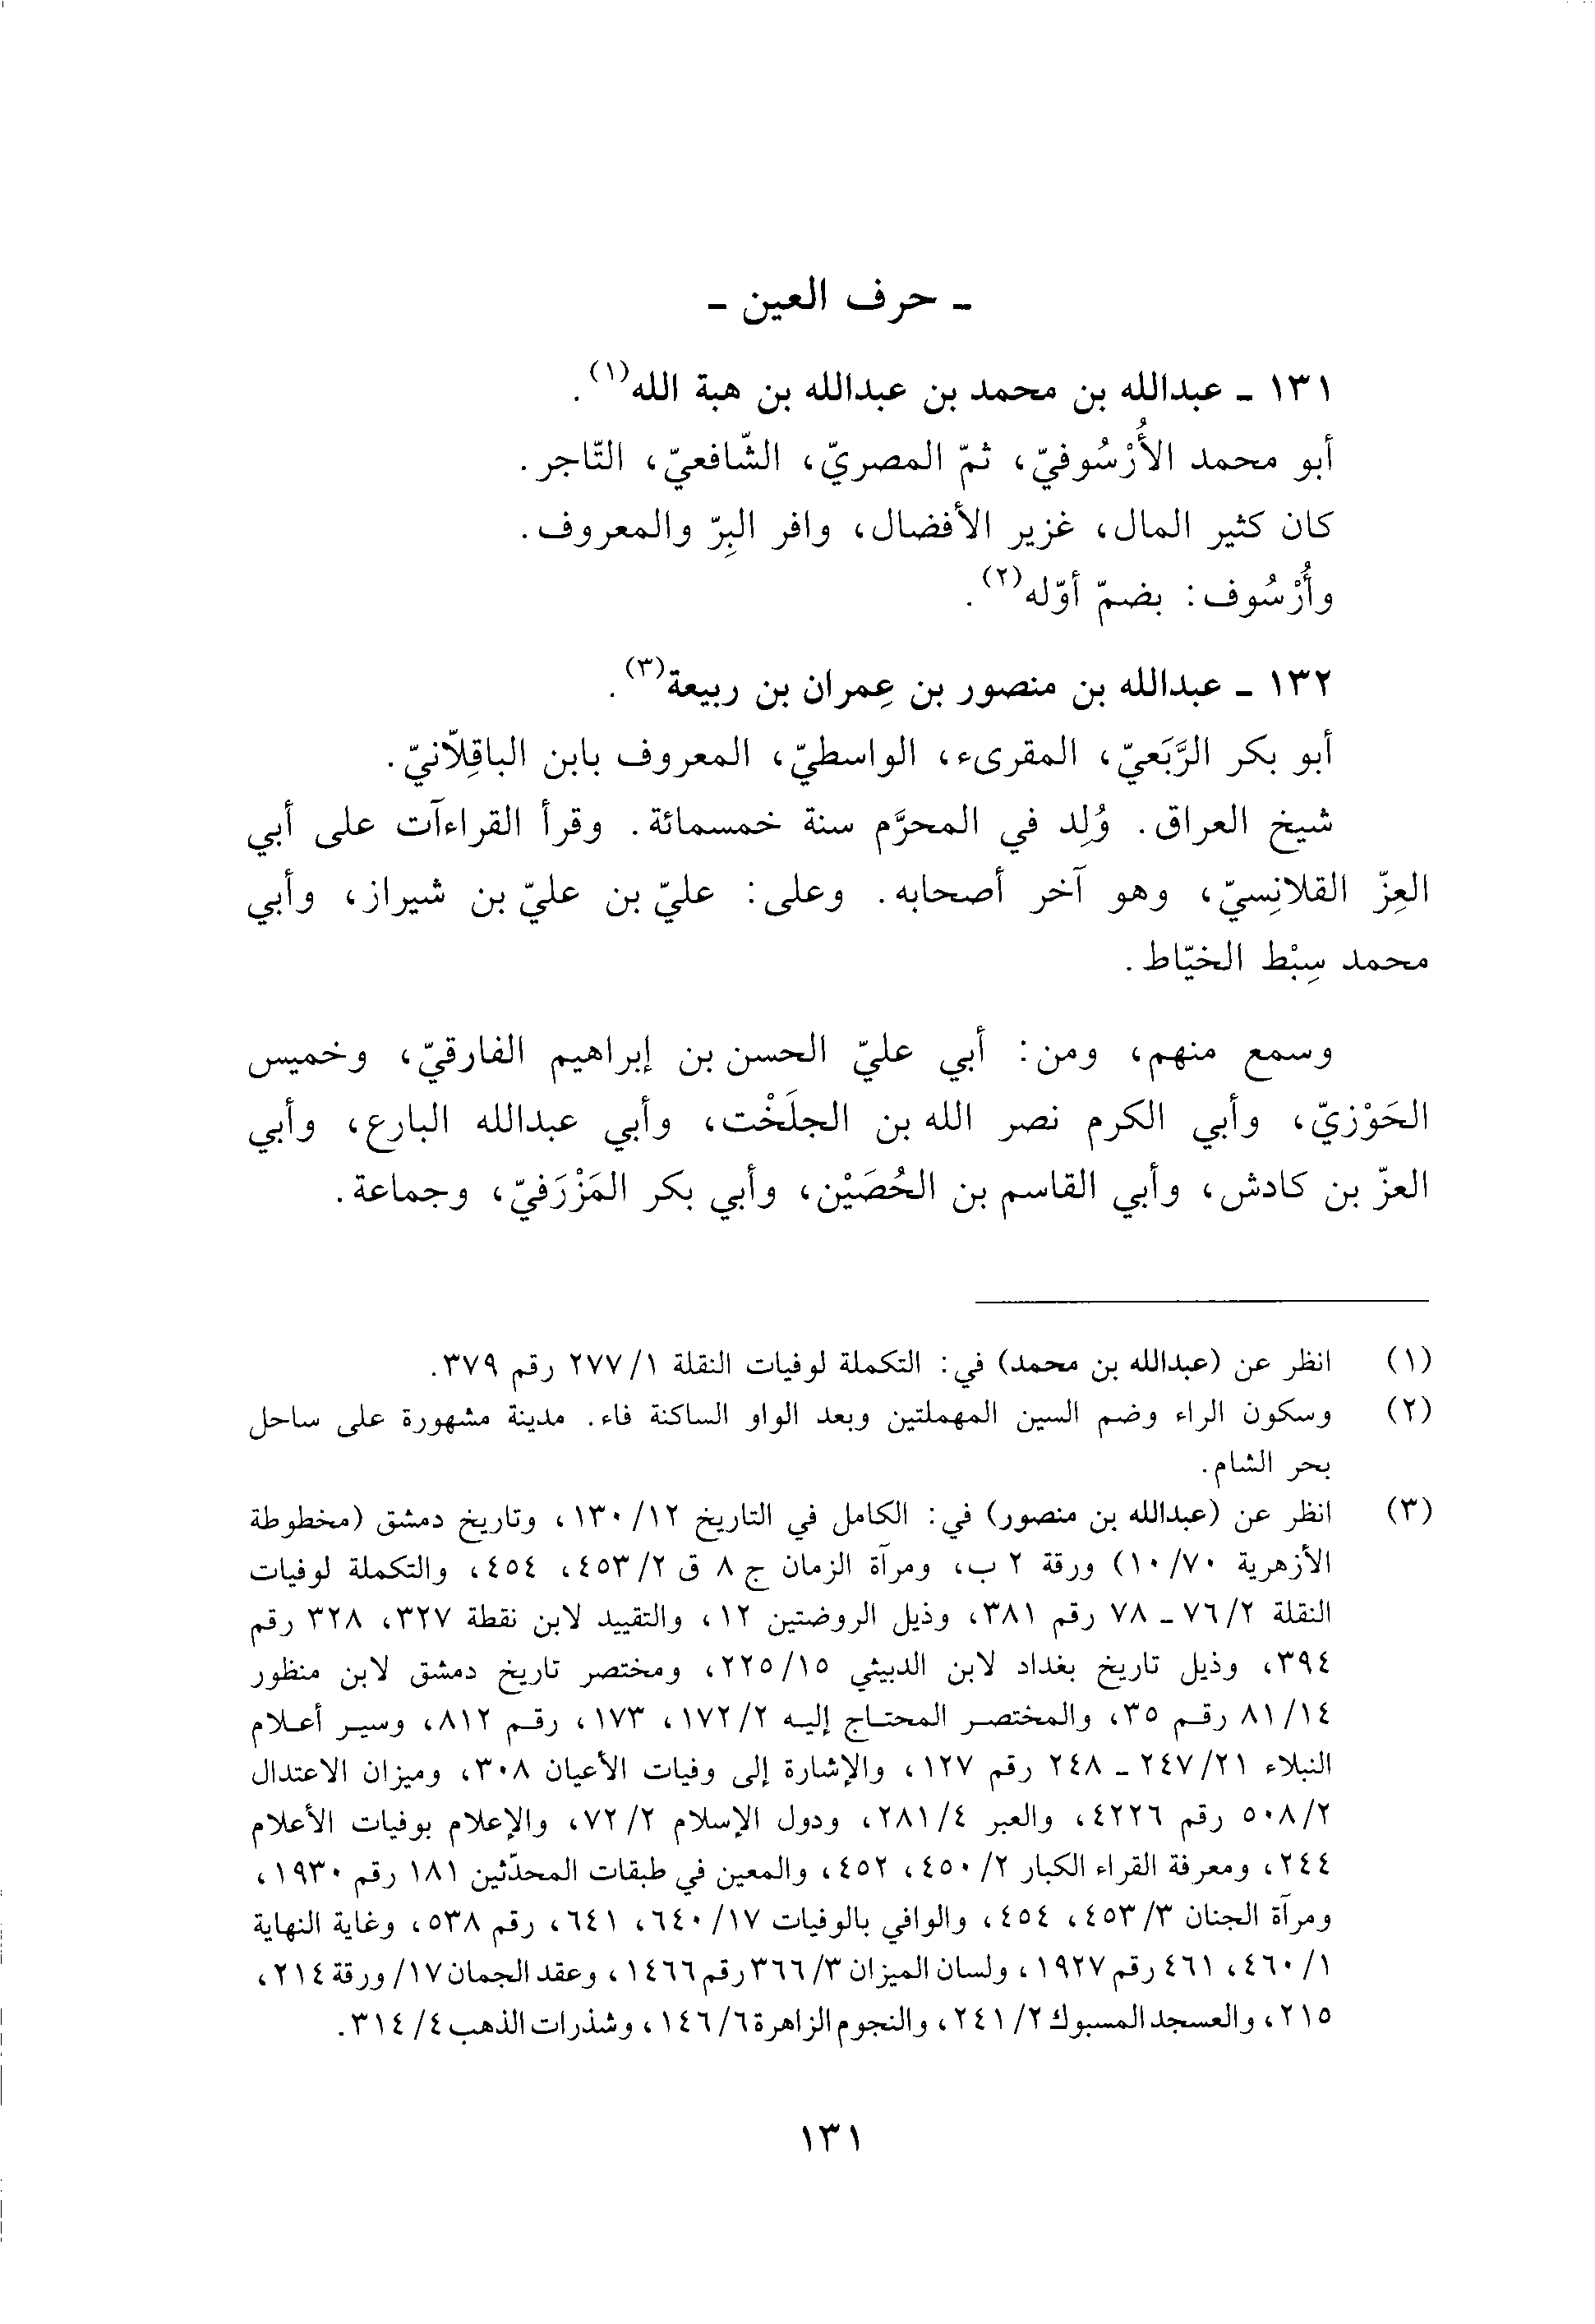 ـ حرف العين ـ
١٣١ ـ عبدالله بن محمد بن عبدالله بن هبة الله(١).
أبو محمد الأُرْسُوفيّ، ثمّ المصريّ، الشّافعيّ، التّاجر.
كان كثير المال، غزير الأفضال، وافر البِرّ والمعروف.
وأُرْسُوف: بضمّ أوّله(٢).
١٣٢ ـ عبدالله بن منصور بن عِمران بن ربيعة(٣).
أبو بكر الرَّبَعيّ، المقرىء، الواسطيّ، المعروف بابن الباقِلّانيّ.
شيخ العراق. وُلِد في المحرَّم سنة خمسمائة. وقرأ القراءآت على أبي
العِزّ القلانِسيّ، وهو آخر أصحابه. وعلى: عليّ بن عليّ بن شيراز، وأبي
محمد سِبْط الخيّاط.
وسمع منهم، ومن: أبي عليّ الحسن بن إبراهيم الفارقيّ، وخميس
الحَوْزيّ، وأبي الكرم نصر الله بن الجلَخْت، وأبي عبدالله البارع، وأبي
العزّ بن كادش، وأبي القاسم بن الحُصَيْن، وأبي بكر المَزْرَفيّ، وجماعة.
(١) انظر عن (عبدالله بن محمد) في: التكملة لوفيات النقلة ١/ ٢٧٧ رقم ٣٧٩.
(٢) وسكون الراء وضم السين المهملتين وبعد الواو الساكنة فاء. مدينة مشهورة على ساحل
بحر الشام.
(٣) انظر عن (عبدالله بن منصور) في: الكامل في التاريخ ١٢/ ١٣٠، وتاريخ دمشق (مخطوطة
الأزهرية ٧٠/ ١٠) ورقة ٢ ب، ومرآة الزمان ج ٨ ق ٢/ ٤٥٣، ٤٥٤، والتكملة لوفيات
النقلة ٢/ ٧٦ ـ ٧٨ رقم ٣٨١، وذيل الروضتين ١٢، والتقييد لابن نقطة ٣٢٧، ٣٢٨ رقم
٣٩٤، وذيل تاريخ بغداد لابن الدبيثي ١٥/ ٢٢٥، ومختصر تاريخ دمشق لابن منظور
١٤/ ٨١ رقم ٣٥، والمختصر المحتاج إليه ٢/ ١٧٢، ١٧٣، رقم ٨١٢، وسير أعلام
النبلاء ٢١/ ٢٤٧ ـ ٢٤٨ رقم ١٢٧، والإشارة إلى وفيات الأعيان ٣٠٨، وميزان الاعتدال
٢/ ٥٠٨ رقم ٤٢٢٦، والعبر ٤/ ٢٨١، ودول الإسلام ٢/ ٧٢، والإعلام بوفيات الأعلام
٢٤٤، ومعرفة القراء الكبار ٢/ ٤٥٠، ٤٥٢، والمعين في طبقات المحدّثين ١٨١ رقم ١٩٣٠،
ومرآة الجنان ٣/ ٤٥٣، ٤٥٤، والوافي بالوفيات ١٧/ ٦٤٠، ٦٤١، رقم ٥٣٨، وغاية النهاية
١/ ٤٦٠، ٤٦١ رقم ١٩٢٧، ولسان الميزان ٣/ ٣٦٦ رقم ١٤٦٦، وعقد الجمان ١٧/ ورقة ٢١٤،
٢١٥، والعسجد المسبوك ٢/ ٢٤١، والنجوم الزاهرة ٦/ ١٤٦، وشذرات الذهب ٤/ ٣١٤.
١٣١